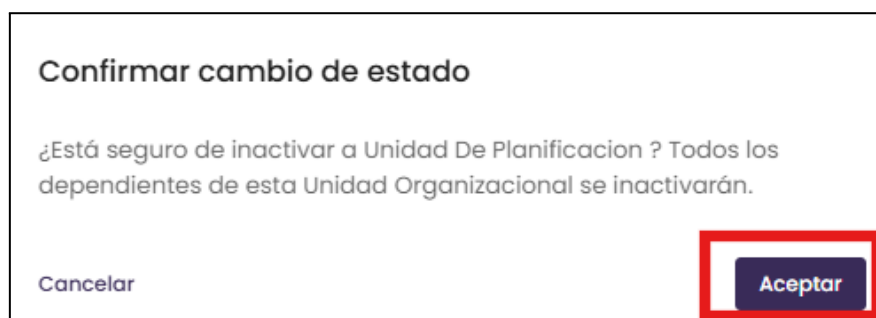 Confirmar cambio de estado
¿Está seguro de inactivar a Unidad De Planificacion ? Todos los
dependientes de esta Unidad Organizacional se inactivarán.
Cancelar
Aceptar